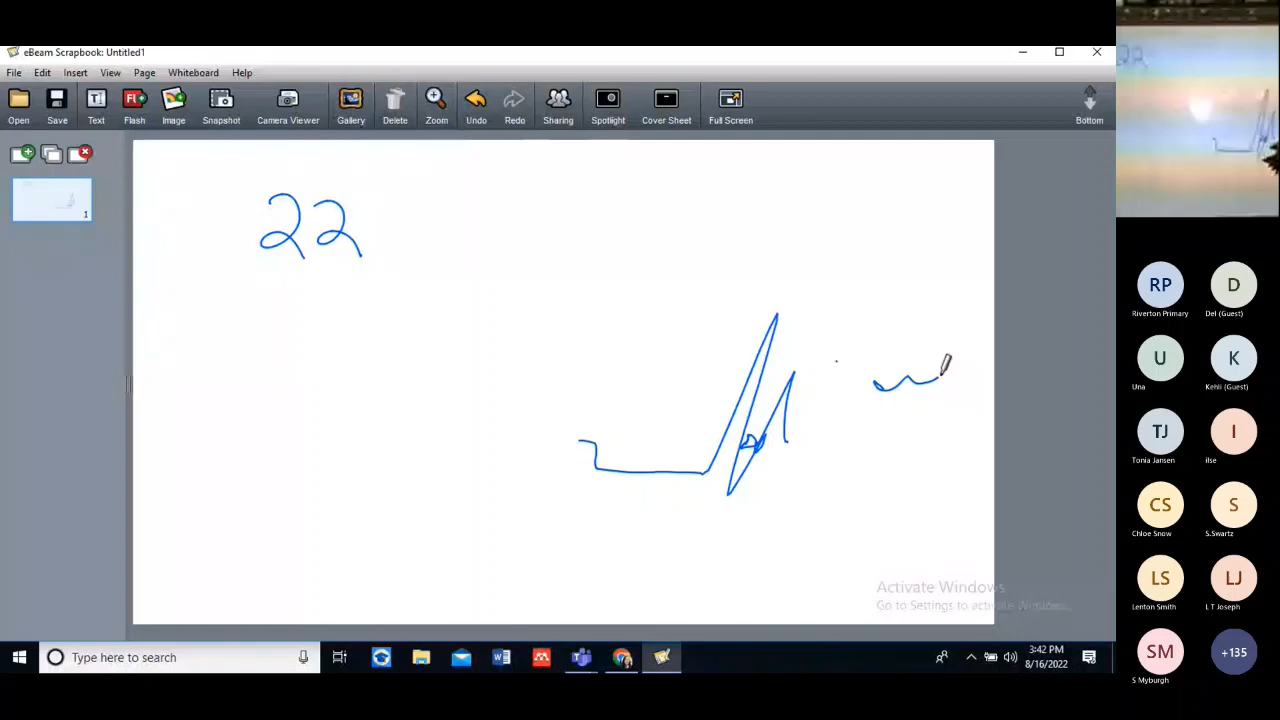 eBeam Scrapbook: Untitled1
File Edit Insert View Page Whiteboard Help
Open Save Text Flash Image Snapshot Camera Viewer Gallery Delete Zoom Undo Redo Sharing Spotlight Cover Sheet Full Screen Bottom
22
1
22
RP D
Riverton Primary Del (Guest)
U K
Una Kehli (Guest)
TJ I
Tonia Jansen ilse
CS S
Chloe Snow S.Swartz
LS LJ
Lenton Smith L T Joseph
SM +135
S Myburgh
Activate Windows
Go to Settings to activate Windows.
Type here to search
3:42 PM
8/16/2022